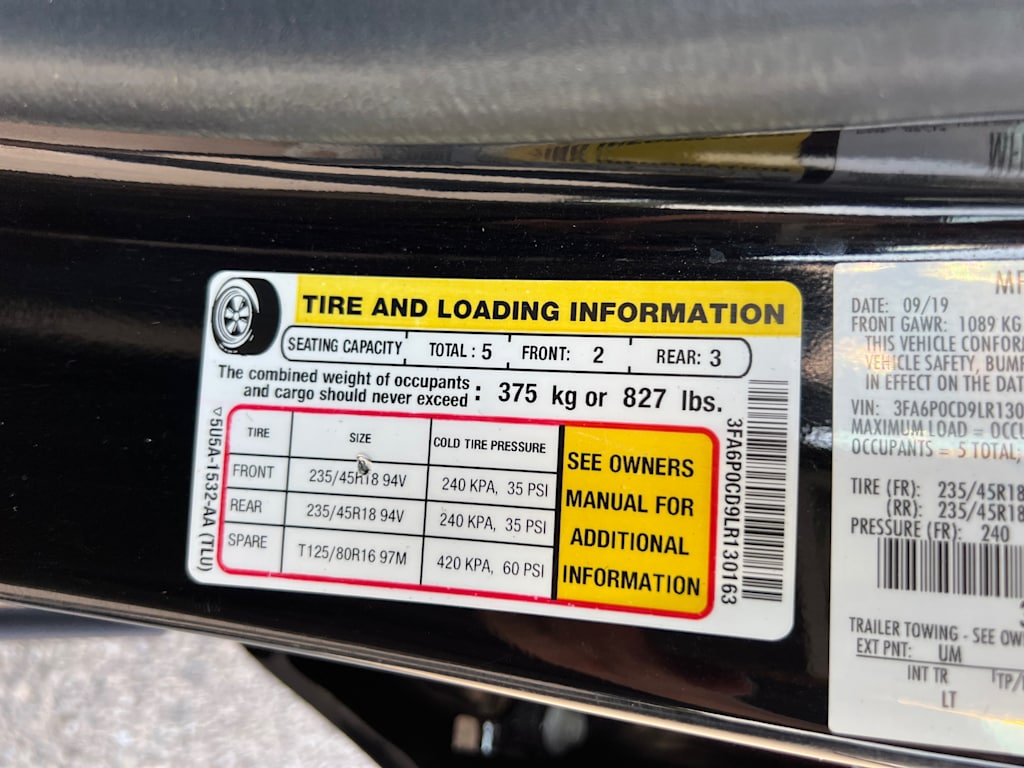 TIRE AND LOADING INFORMATION
SEATING CAPACITY TOTAL : 5 FRONT: 2 REAR: 3
The combined weight of occupants
and cargo should never exceed : 375 kg or 827 lbs.
TIRE SIZE COLD TIRE PRESSURE
FRONT 235/45R18 94V 240 KPA, 35 PSI
REAR 235/45R18 94V 240 KPA, 35 PSI
SPARE T125/80R16 97M 420 KPA, 60 PSI
SEE OWNERS
MANUAL FOR
ADDITIONAL
INFORMATION
5U5A-1532-AA (TLU)
3FA6P0CD9LR130163
DATE: 09/19
FRONT GAWR: 1089 KG
THIS VEHICLE
VEHICLE SAFETY,
IN EFFECT ON THE
VIN: 3FA6P0CD9LR130
MAXIMUM LOAD =
OCCUPANTS = 5 TOTAL;
TIRE (FR): 235/45R18
(RR): 235/45R18
PRESSURE (FR): 240
TRAILER TOWING - SEE
EXT PNT: UM
INT TR
LT